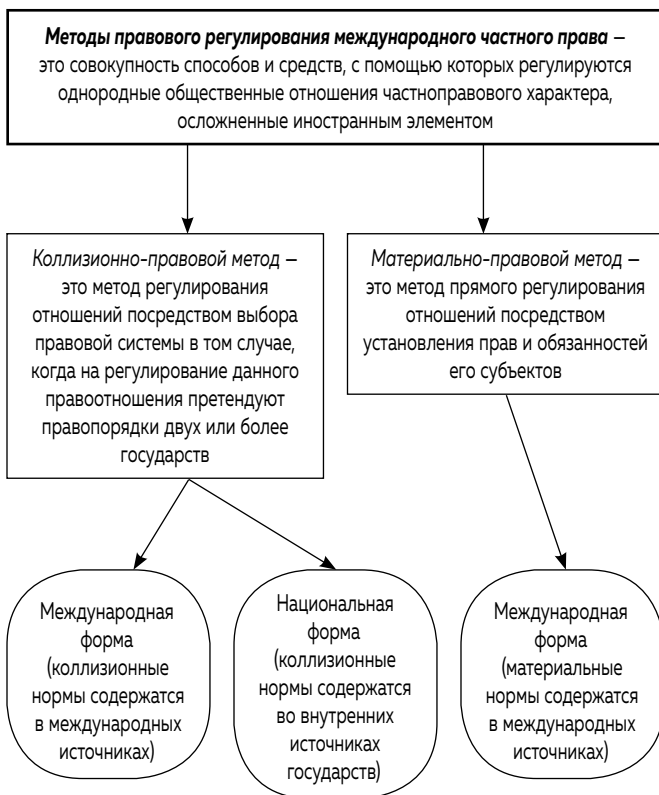 Методы правового регулирования международного частного права –
это совокупность способов и средств, с помощью которых регулируются
однородные общественные отношения частноправового характера,
осложненные иностранным элементом
Коллизионно-правовой метод –
это метод регулирования
отношений посредством выбора
правовой системы в том случае,
когда на регулирование данного
правоотношения претендуют
правопорядки двух или более
государств
Материально-правовой метод –
это метод прямого регулирования
отношений посредством
установления прав и обязанностей
его субъектов
Международная
форма
(коллизионные
нормы содержатся
в международных
источниках)
Национальная
форма
(коллизионные
нормы содержатся
во внутренних
источниках
государств)
Международная
форма
(материальные
нормы содержатся
в международных
источниках)